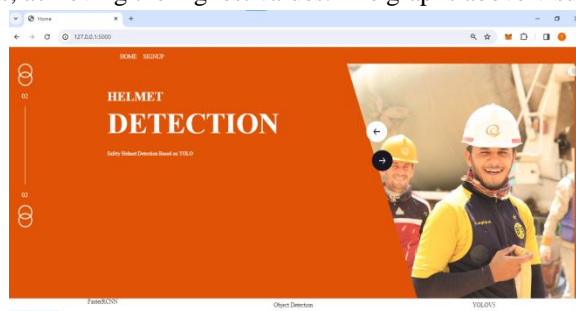 Home
127.0.0.1:5000
HOME SIGNUP
02
HELMET
DETECTION
Safety Helmet Detection Based on YOLO
02
FasterRCNN
Object Detection
YOLOV5